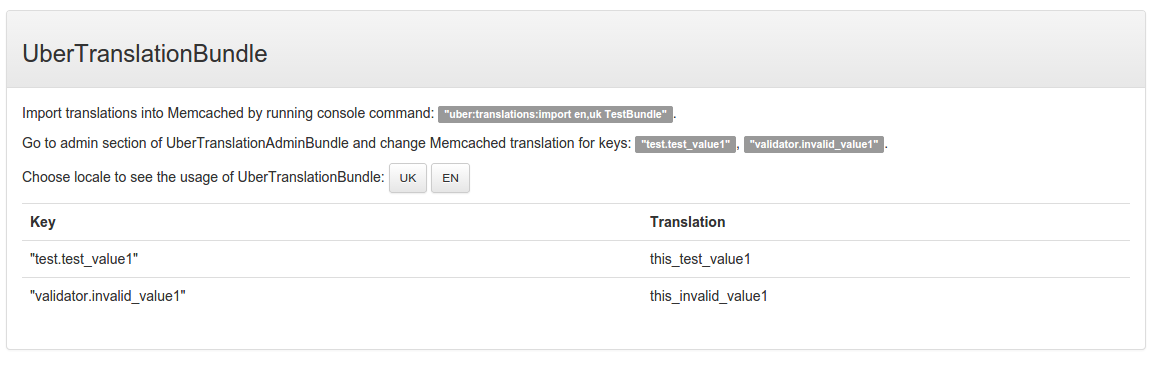 UberTranslationBundle
Import translations into Memcached by running console command: "uber:translations:import en,uk TestBundle".
Go to admin section of UberTranslationAdminBundle and change Memcached translation for keys: "test.test_value1", "validator.invalid_value1".
Choose locale to see the usage of UberTranslationBundle: UK EN
Key Translation
"test.test_value1" this_test_value1
"validator.invalid_value1" this_invalid_value1